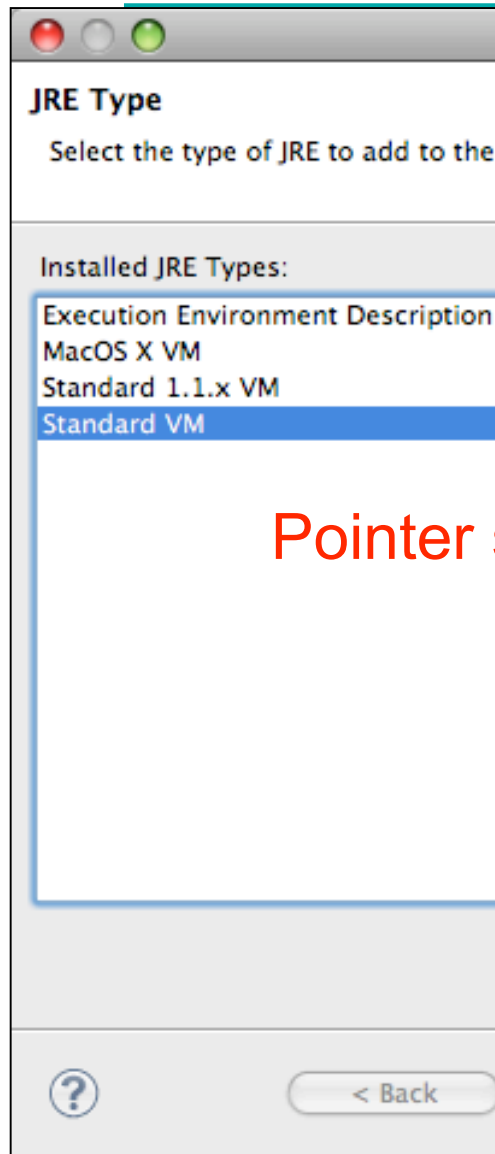 JRE Type
Select the type of JRE to add to the
Installed JRE Types:
Execution Environment Description
MacOS X VM
Standard 1.1.x VM
Standard VM
Pointer
?
< Back